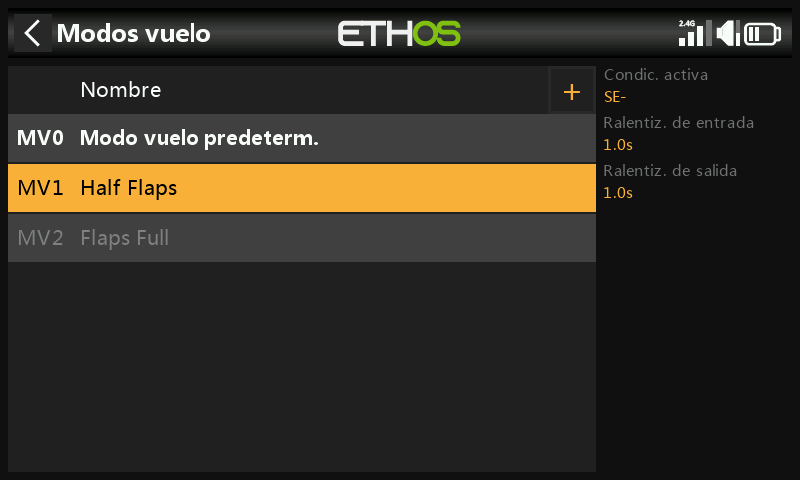 Modos vuelo
ETHOS
2.4G
Nombre
+
MV0 Modo vuelo predeterm.
MV1 Half Flaps
MV2 Flaps Full
Condic. activa
SE-
Ralentiz. de entrada
1.0s
Ralentiz. de salida
1.0s